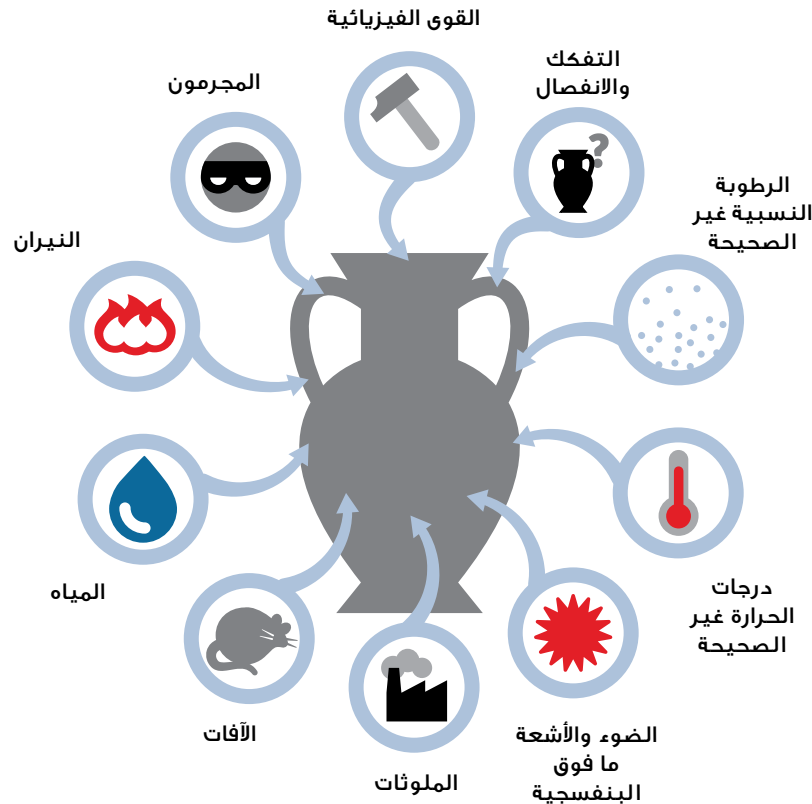 القوى الفيزيائية
التفكك
والانفصال
الرطوبة
النسبية غير
الصحيحة
درجات
الحرارة غير
الصحيحة
الضوء والأشعة
ما فوق
البنفسجية
الملوثات
الآفات
المياه
النيران
المجرمون
?